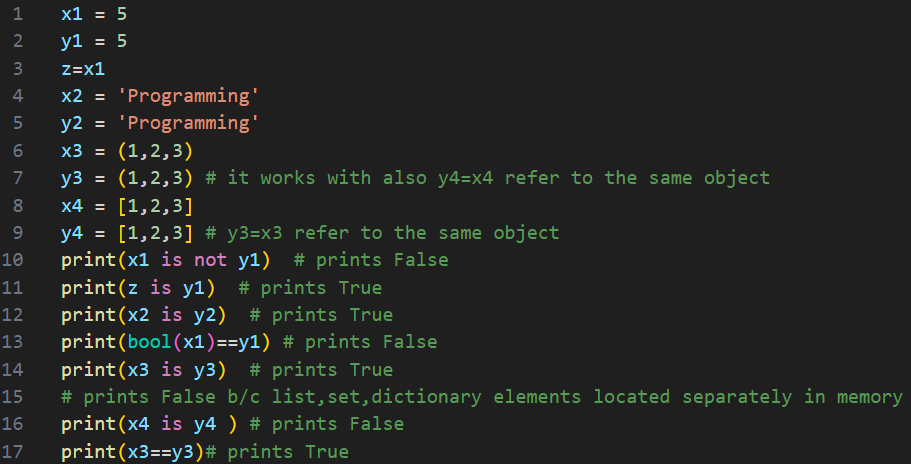 1 x1 = 5
2 y1 = 5
3 z=x1
4 x2 = 'Programming'
5 y2 = 'Programming'
6 x3 = (1,2,3)
7 y3 = (1,2,3) # it works with also y4=x4 refer to the same object
8 x4 = [1,2,3]
9 y4 = [1,2,3] # y3=x3 refer to the same object
10 print(x1 is not y1)  # prints False
11 print(z is y1)  # prints True
12 print(x2 is y2)  # prints True
13 print(bool(x1)==y1) # prints False
14 print(x3 is y3)  # prints True
15 # prints False b/c list,set,dictionary elements located separately in memory
16 print(x4 is y4 ) # prints False
17 print(x3==y3)# prints True